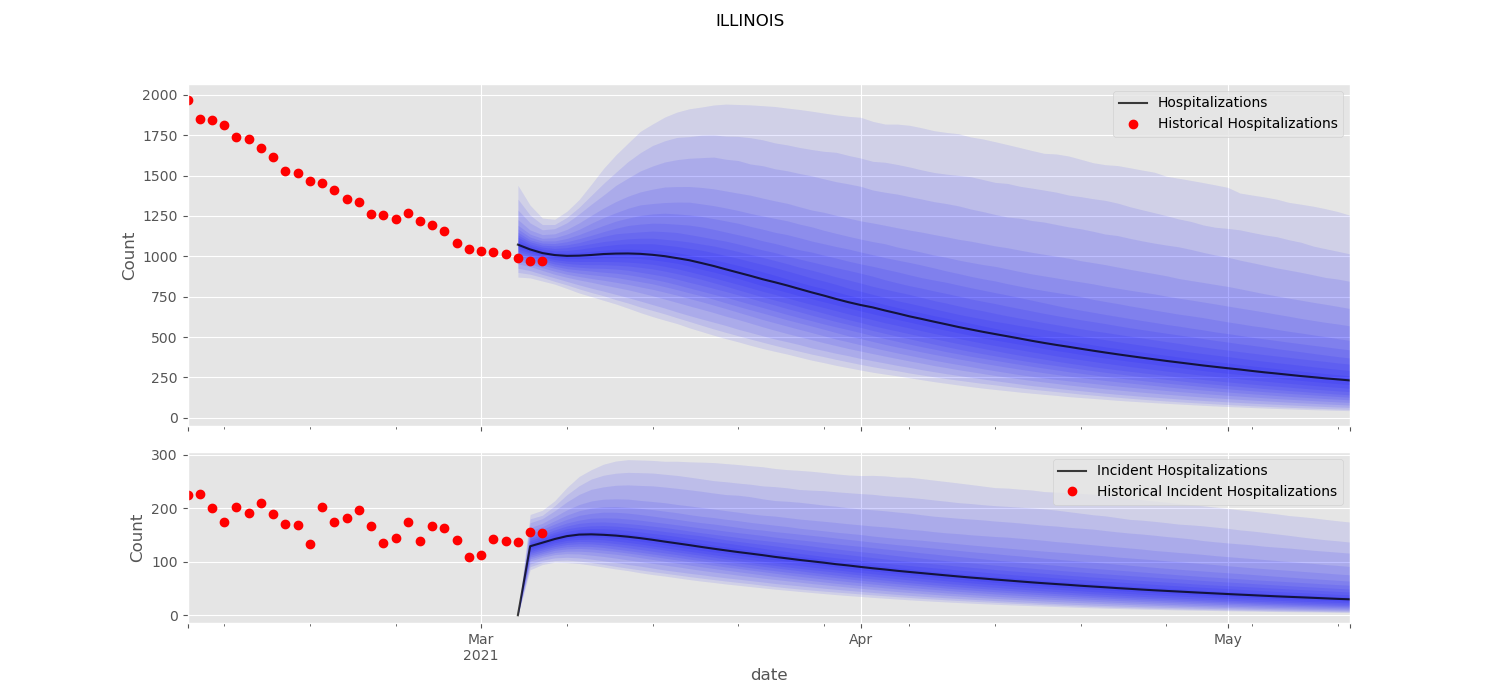 ILLINOIS
2000
1750
1500
1250
1000
750
500
250
0
Count
Hospitalizations
Historical Hospitalizations
300
200
100
0
Count
Incident Hospitalizations
Historical Incident Hospitalizations
Mar
2021
Apr
May
date